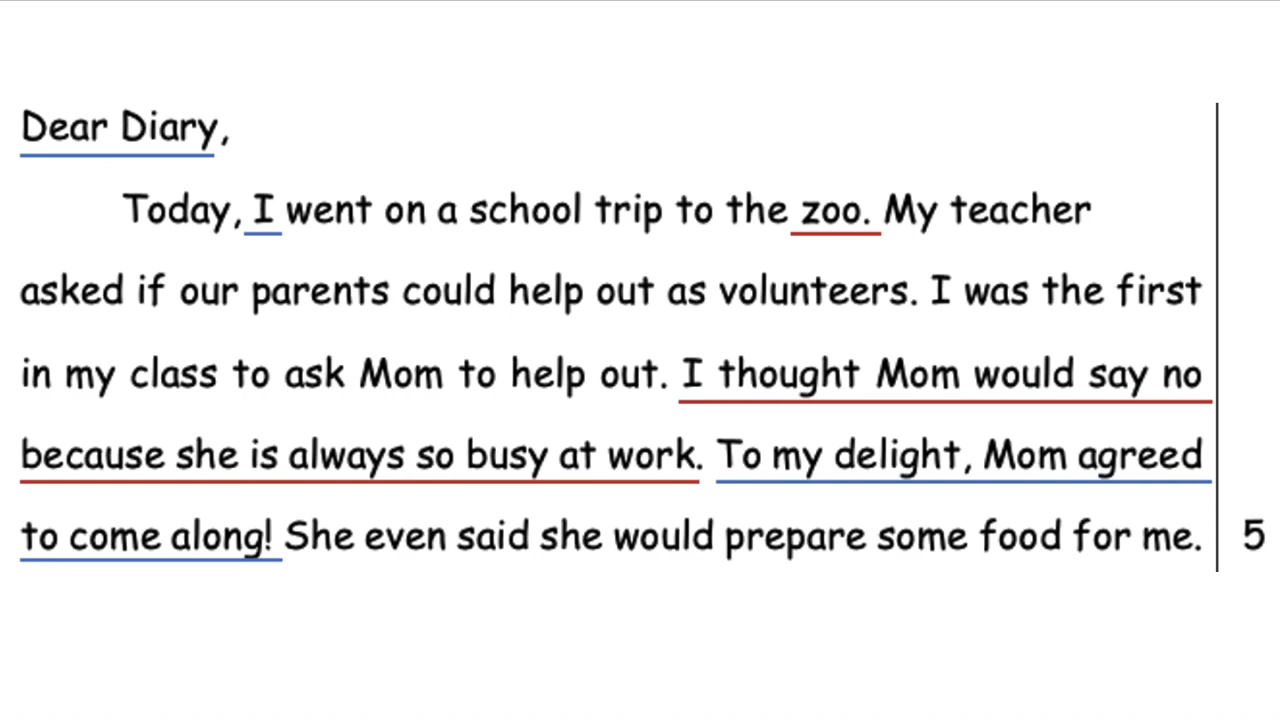 Dear Diary,
Today, I went on a school trip to the zoo. My teacher
asked if our parents could help out as volunteers. I was the first
in my class to ask Mom to help out. I thought Mom would say no
because she is always so busy at work. To my delight, Mom agreed
to come along! She even said she would prepare some food for me. 5